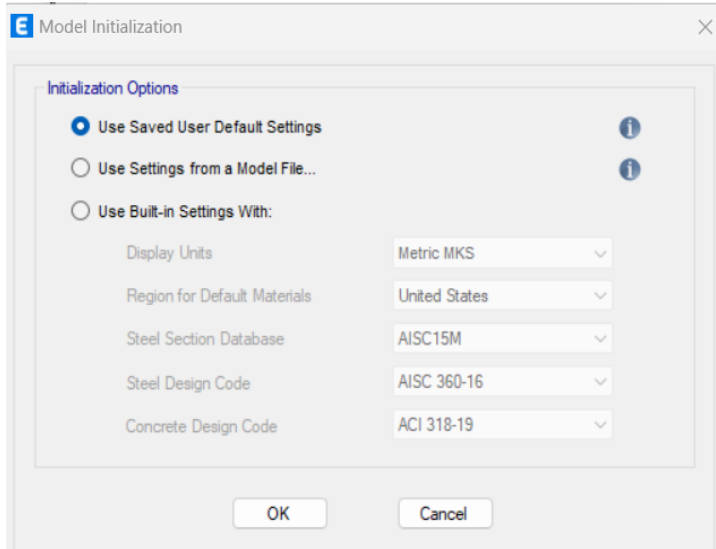 E Model Initialization
Initialization Options
Use Saved User Default Settings
Use Settings from a Model File...
Use Built-in Settings With:
Display Units Metric MKS
Region for Default Materials United States
Steel Section Database AISC15M
Steel Design Code AISC 360-16
Concrete Design Code ACI 318-19
OK Cancel